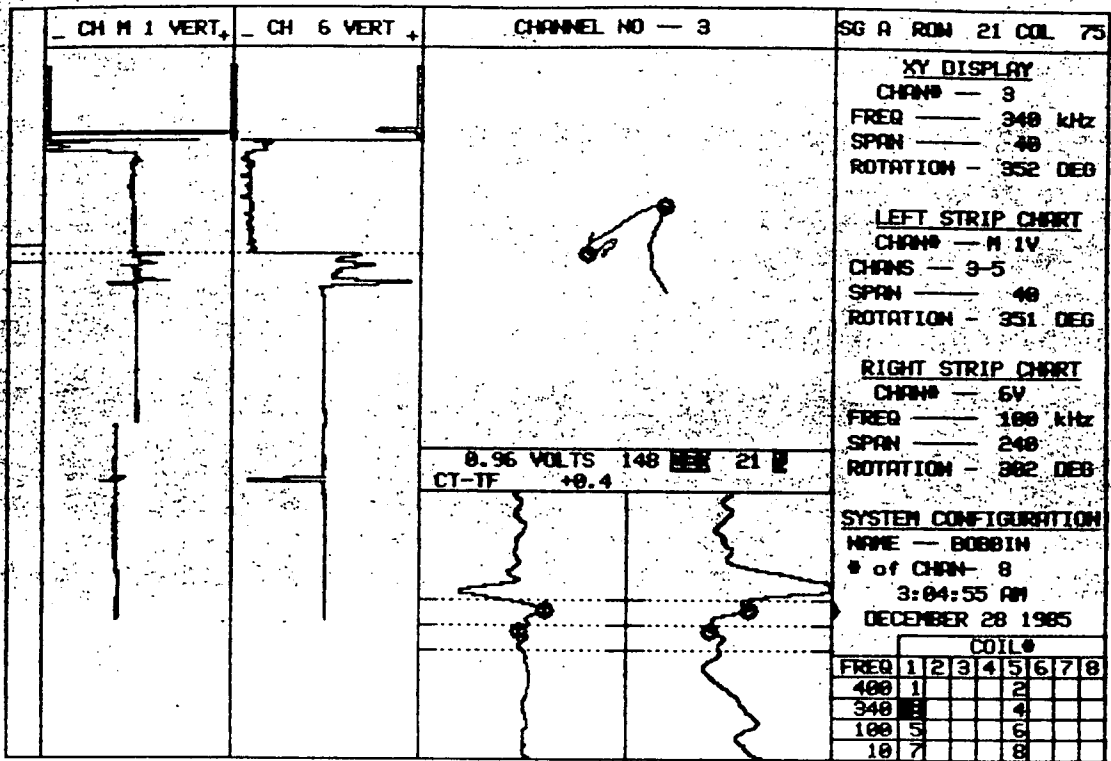 _ CH M 1 VERT +
_ CH 6 VERT +
CHANNEL NO — 3
SG A ROW 21 COL 75
XY DISPLAY
CHAN# — 3
FREQ — 340 kHz
SPAN — 40
ROTATION - 352 DEG
LEFT STRIP CHART
CHAN# — M 1V
CHANS — 3-5
SPAN — 40
ROTATION - 351 DEG
RIGHT STRIP CHART
CHAN# — 6V
FREQ — 100 kHz
SPAN — 240
ROTATION - 302 DEG
0.96 VOLTS 148 21
CT-TF +0.4
SYSTEM CONFIGURATION
NAME — BOBBIN
# of CHAN- 8
3:04:55 AM
DECEMBER 28 1985
COIL#
FREQ 1 2 3 4 5 6 7 8
400 1 2
340 4
100 5 6
10 7 8